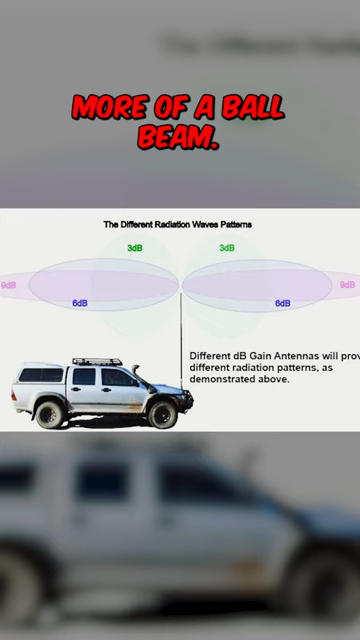 MORE OF A BALL
BEAM.
The Different Radiation Waves Patterns
3dB
3dB
9dB
9dB
6dB
6dB
Different dB Gain Antennas will prov
different radiation patterns, as
demonstrated above.